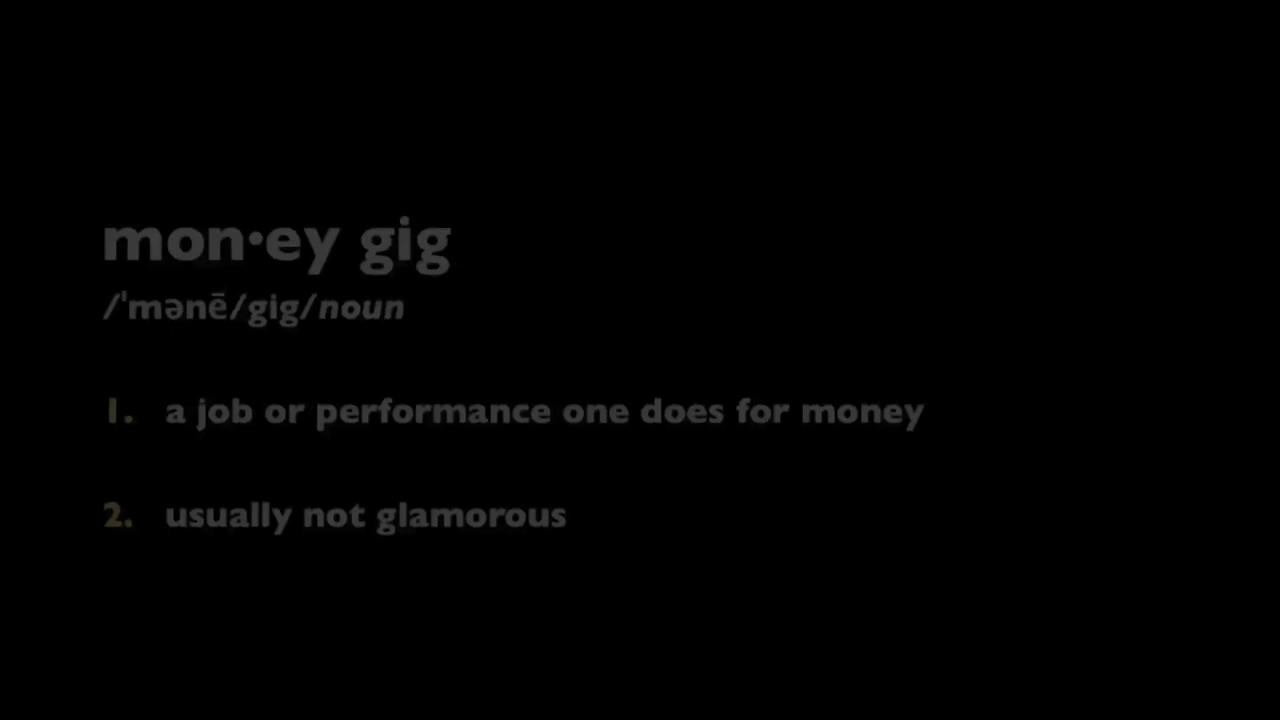 mon·ey gig
/ˈmənē/gig/noun
1. a job or performance one does for money
2. usually not glamorous